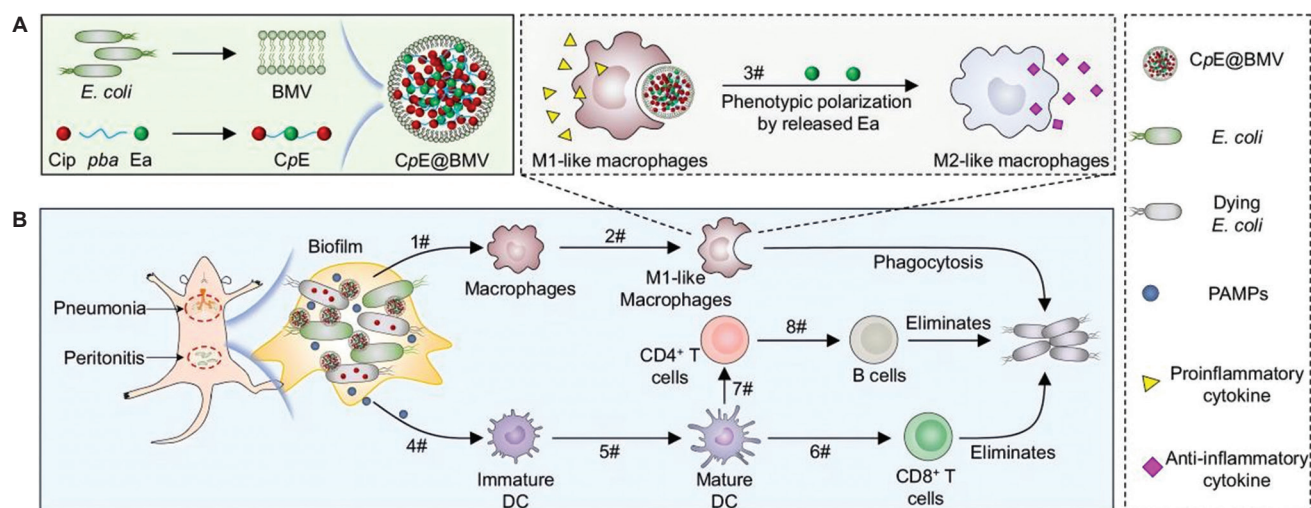 A
E. coli
BMV
Cip pba Ea
CpE
CpE@BMV
3#
Phenotypic polarization
by released Ea
M1-like macrophages
M2-like macrophages
CpE@BMV
E. coli
Dying
E. coli
PAMPs
Proinflammatory
cytokine
Anti-inflammatory
cytokine
B
Pneumonia
Peritonitis
Biofilm
1#
Macrophages
2#
M1-like
Macrophages
Phagocytosis
CD4⁺ T
cells
8#
B cells
Eliminates
7#
4#
Immature
DC
5#
Mature
DC
6#
CD8⁺ T
cells
Eliminates